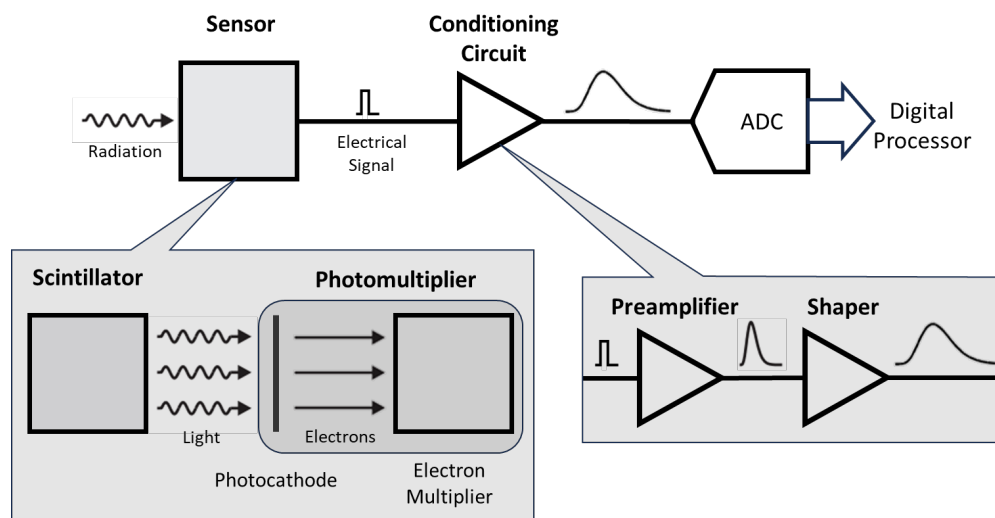 Sensor
Conditioning
Circuit
Radiation
Electrical
Signal
ADC
Digital
Processor
Scintillator
Photomultiplier
Light
Electrons
Photocathode
Electron
Multiplier
Preamplifier
Shaper